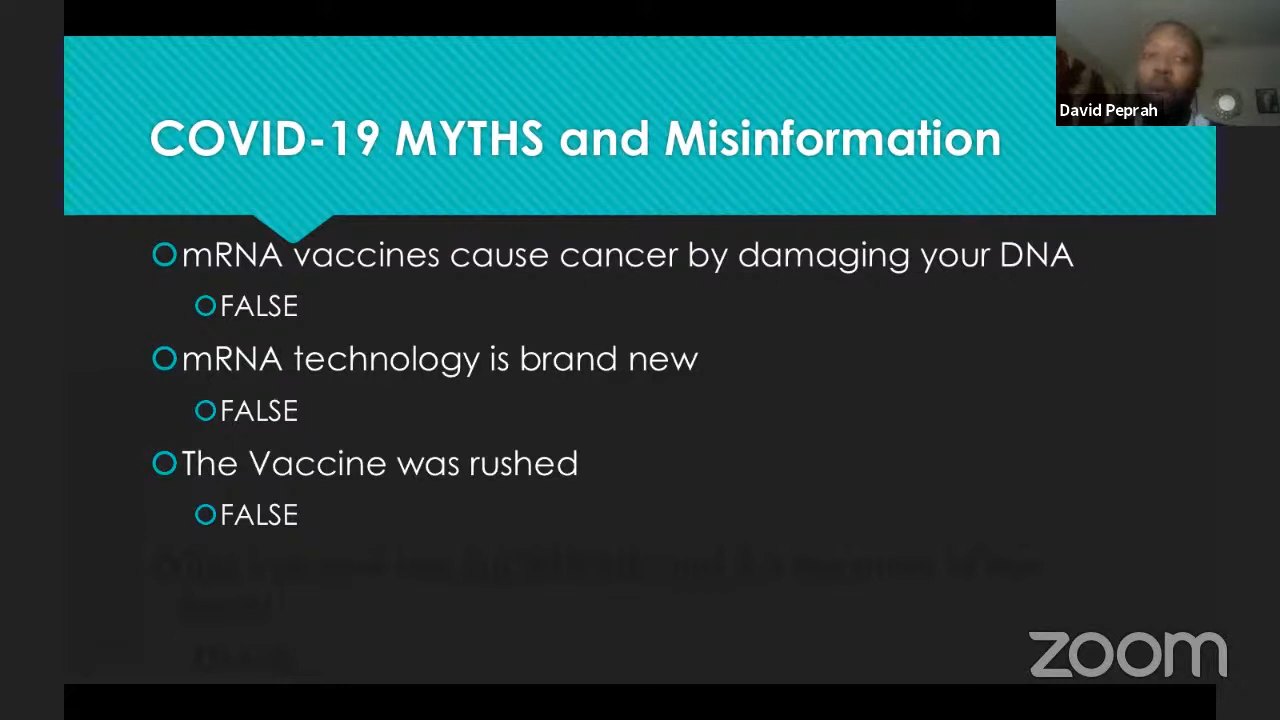 David Peprah
COVID-19 MYTHS and Misinformation
mRNA vaccines cause cancer by damaging your DNA
FALSE
mRNA technology is brand new
FALSE
The Vaccine was rushed
FALSE
zoom